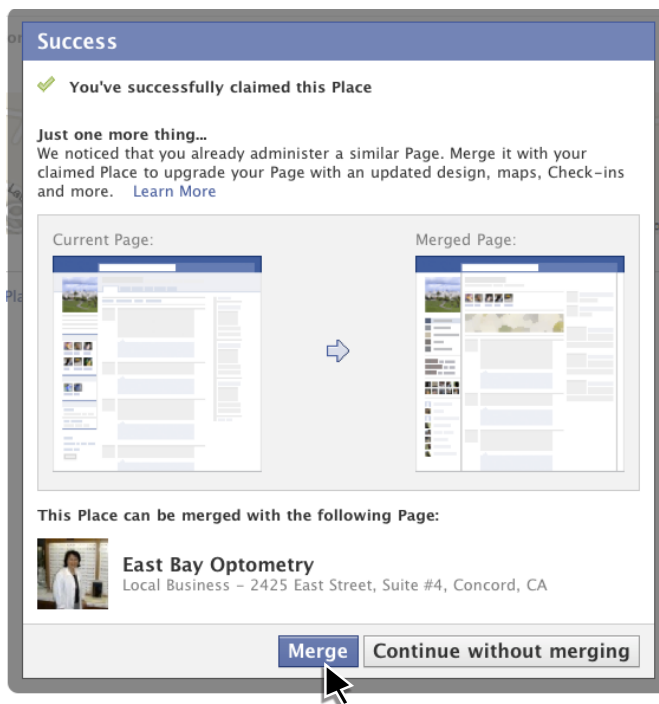 Success
You've successfully claimed this Place
Just one more thing...
We noticed that you already administer a similar Page. Merge it with your
claimed Place to upgrade your Page with an updated design, maps, Check-ins
and more. Learn More
Current Page:
Merged Page:
This Place can be merged with the following Page:
East Bay Optometry
Local Business – 2425 East Street, Suite #4, Concord, CA
Merge
Continue without merging